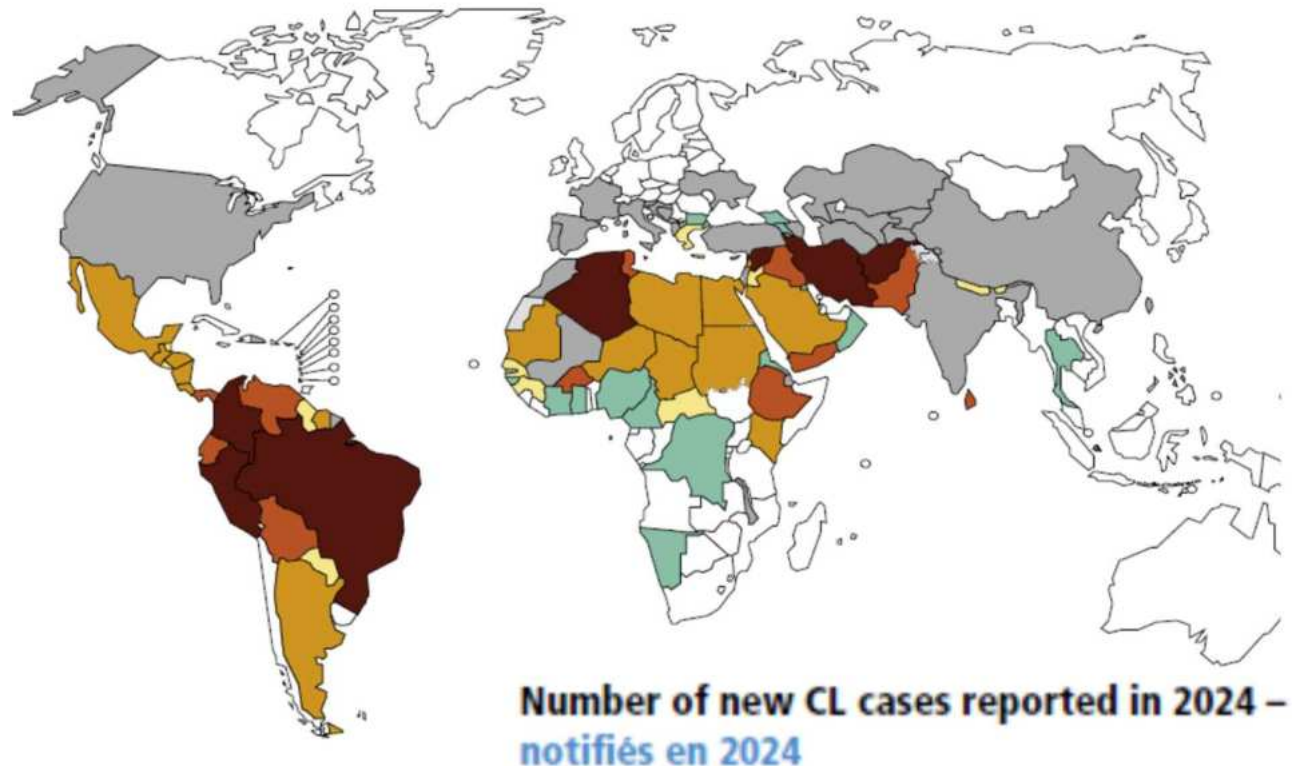 Number of new CL cases reported in 2024 –
notifiés en 2024